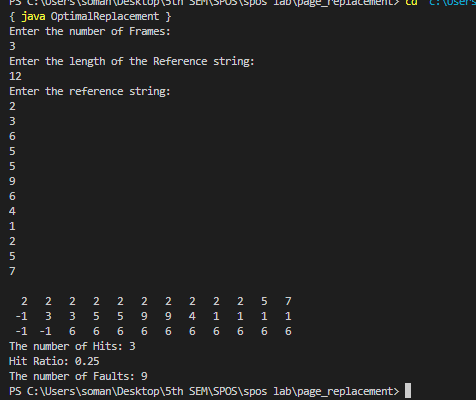 PS C:\Users\soman\Desktop\5th SEM\SPOS\spos lab\page_replacement> cd "C:\Users
{ java OptimalReplacement }
Enter the number of Frames:
3
Enter the length of the Reference string:
12
Enter the reference string:
2
3
1
6
5
5
9
6
4
1
2
5
7
2 2 2 2 2 2 2 2 2 2 5 7
-1 3 3 5 5 9 9 4 1 1 1 1
-1 -1 6 6 6 6 6 6 6 6 6 6
The number of Hits: 3
Hit Ratio: 0.25
The number of Faults: 9
PS C:\Users\soman\Desktop\5th SEM\SPOS\spos lab\page_replacement>